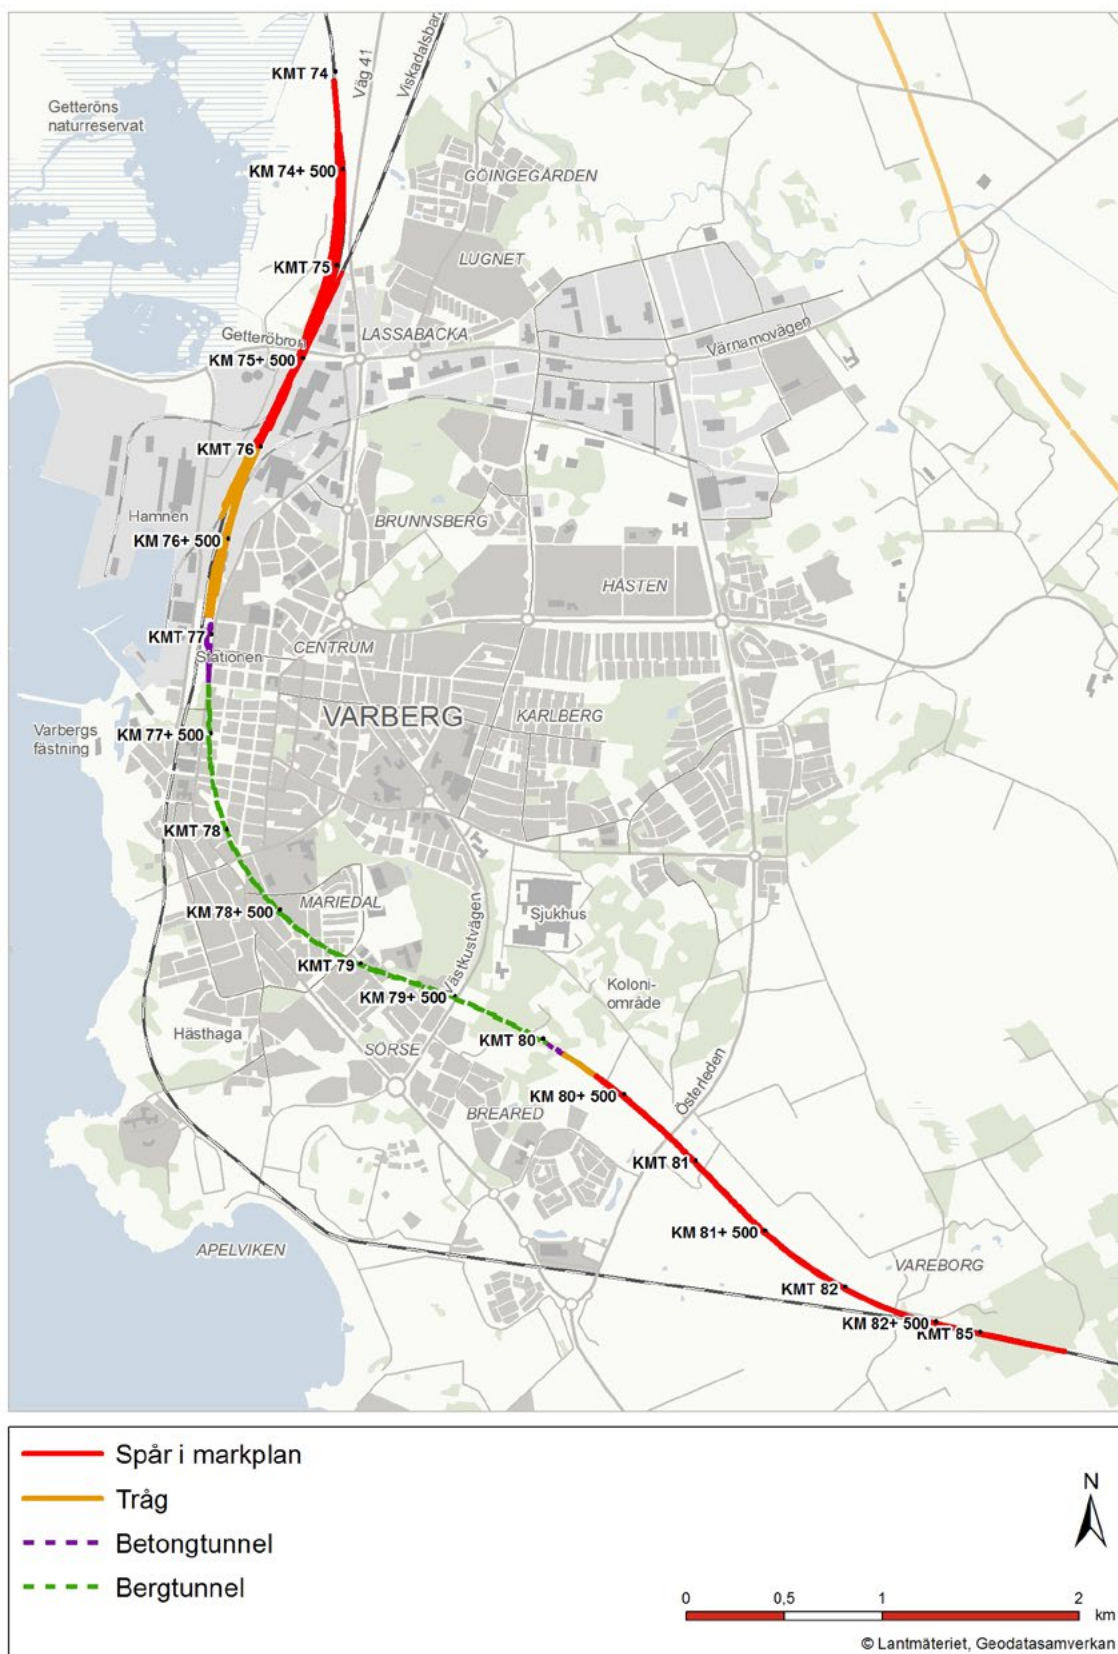 KMT 74
Väg 41
Viskadalsbar
Getteröns
naturreservat
KM 74+ 500
GÖINGEGÅRDEN
LUGNET
KMT 75
Getteröbron
LASSABACKA
KM 75+ 500
Värnamovägen
KMT 76
Hamnen
BRUNNSBERG
KM 76+ 500
HÅSTEN
KMT 77
CENTRUM
Stationen
VARBERG
KARLBERG
Varbergs
fästning
KM 77+ 500
KMT 78
MARIEDAL
KM 78+ 500
Sjukhus
Västkustvägen
KMT 79
KM 79+ 500
Koloni-
område
Hästhaga
KMT 80
SÖRSE
KM 80+ 500
BREARED
Österleden
KMT 81
KM 81+ 500
APELVIKEN
VAREBORG
KMT 82
KM 82+ 500
KMT 85
Spår i markplan
Tråg
Betongtunnel
Bergtunnel
N
0 0,5 1 2
km
© Lantmäteriet, Geodatasamverkan